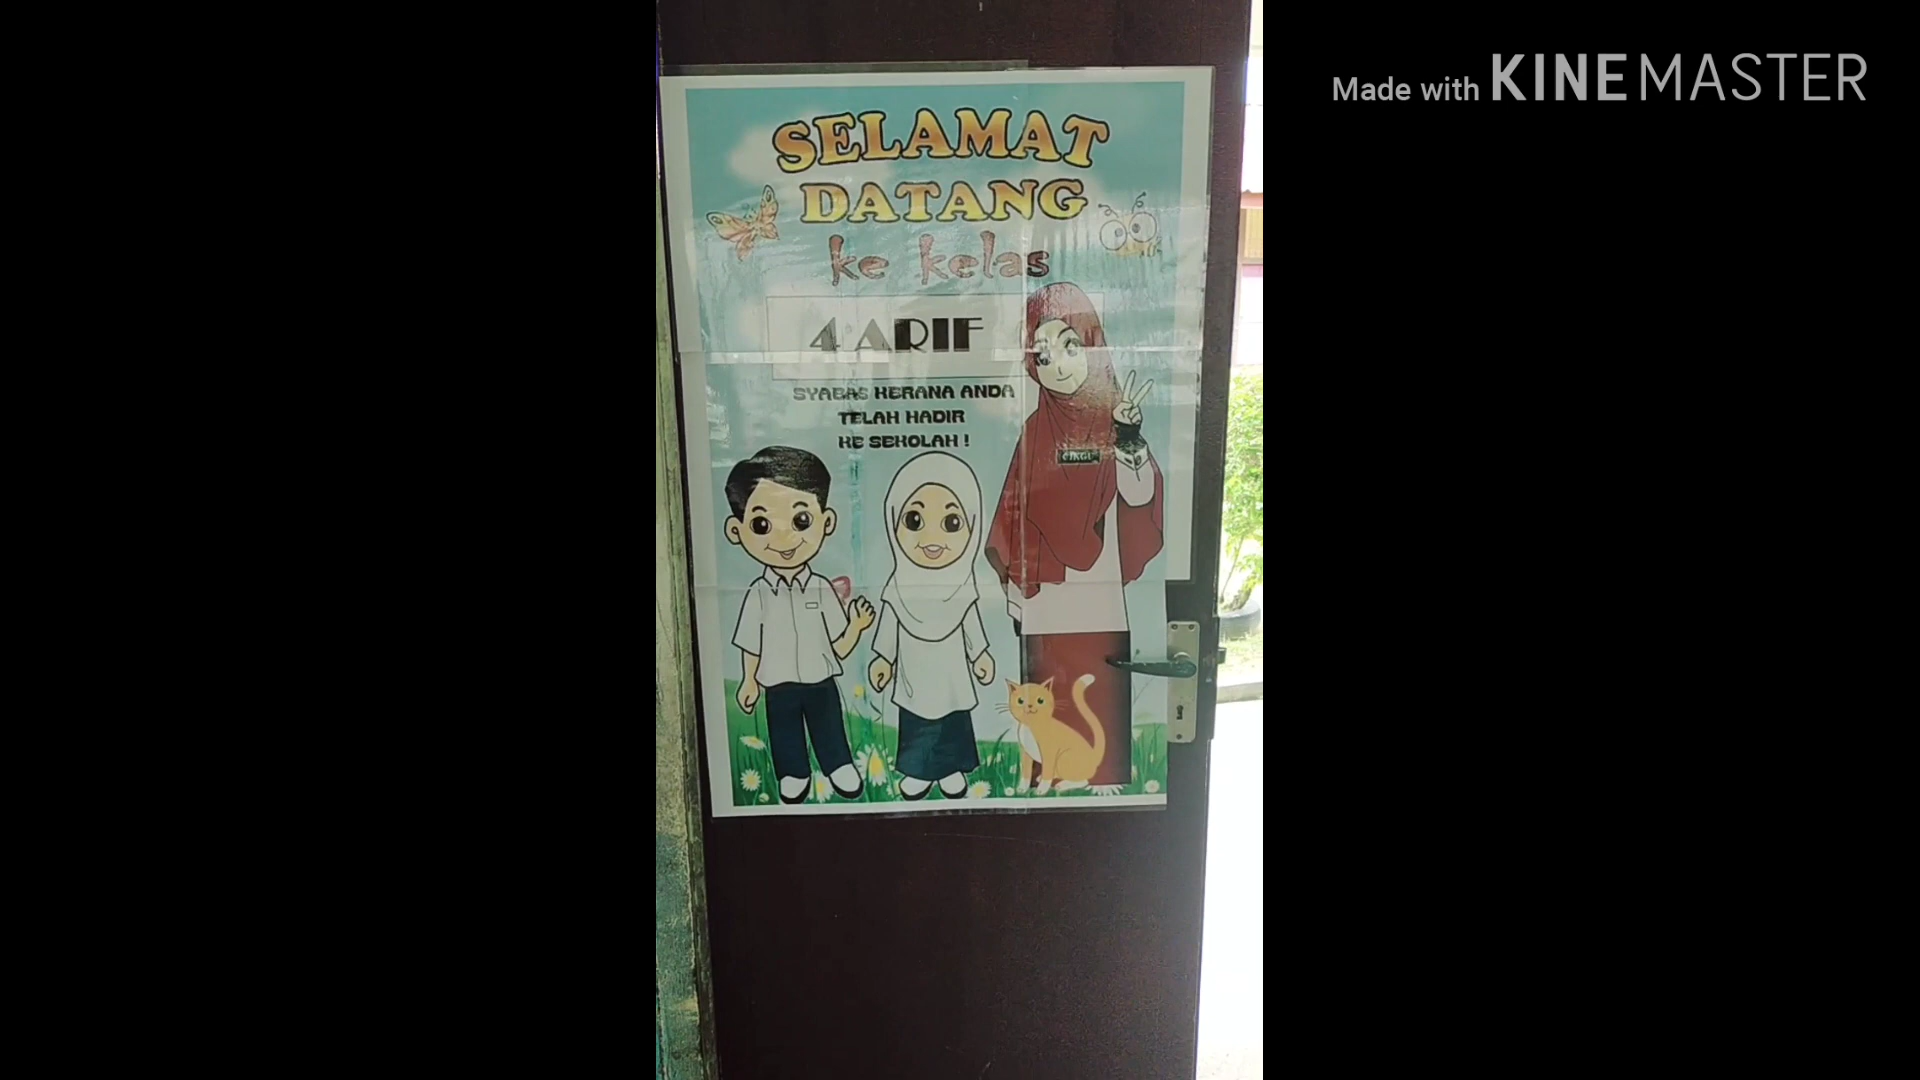 Made with KINEMASTER
SELAMAT
DATANG
ke kelas
4 ARIF
SYABAS KERANA ANDA
TELAH HADIR
KE SEKOLAH !
CIKGU